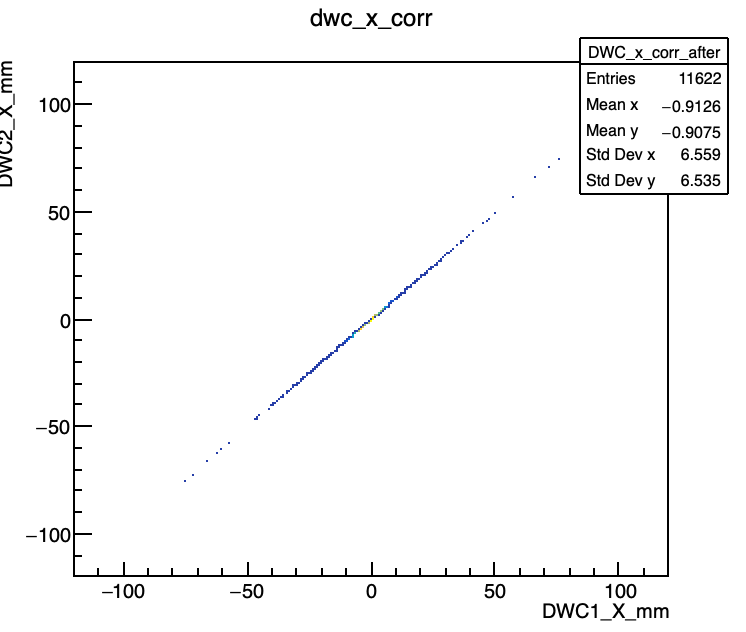 dwc_x_corr
DWC_x_corr_after
Entries 11622
Mean x −0.9126
Mean y −0.9075
Std Dev x 6.559
Std Dev y 6.535
DWC2_X_mm
100
50
0
−50
−100
−100 −50 0 50 100
DWC1_X_mm